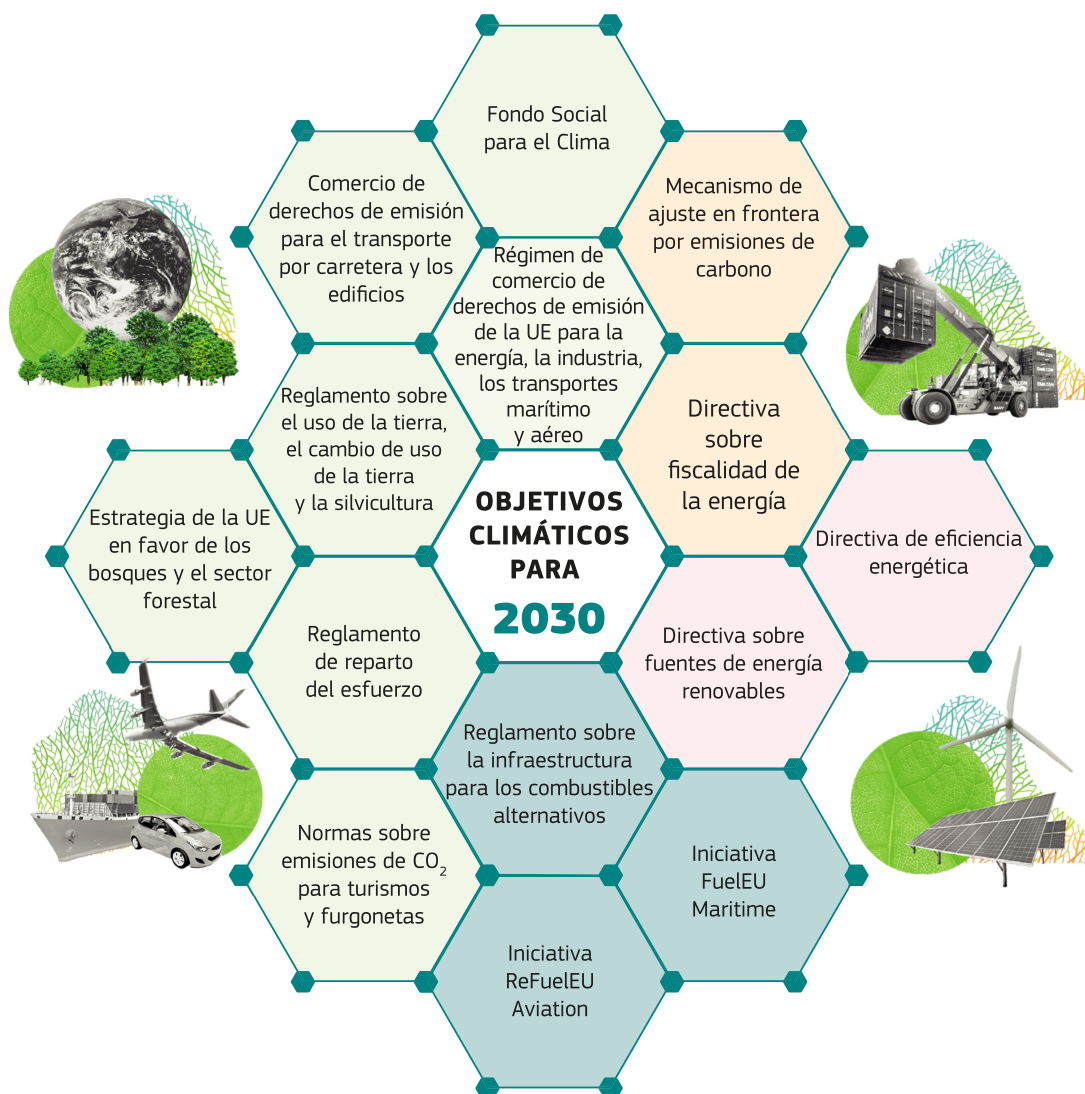 Fondo Social
para el Clima
Comercio de
derechos de emisión
para el transporte
por carretera y los
edificios
Mecanismo de
ajuste en frontera
por emisiones de
carbono
Régimen de
comercio de
derechos de emisión
de la UE para la
energía, la industria,
los transportes
marítimo
y aéreo
Reglamento sobre
el uso de la tierra,
el cambio de uso
de la tierra
y la silvicultura
Directiva
sobre
fiscalidad de
la energía
Estrategia de la UE
en favor de los
bosques y el sector
forestal
OBJETIVOS
CLIMÁTICOS
PARA
2030
Directiva de eficiencia
energética
Reglamento
de reparto
del esfuerzo
Directiva sobre
fuentes de energía
renovables
Reglamento sobre
la infraestructura
para los combustibles
alternativos
Normas sobre
emisiones de CO₂
para turismos
y furgonetas
Iniciativa
FuelEU
Maritime
Iniciativa
ReFuelEU
Aviation